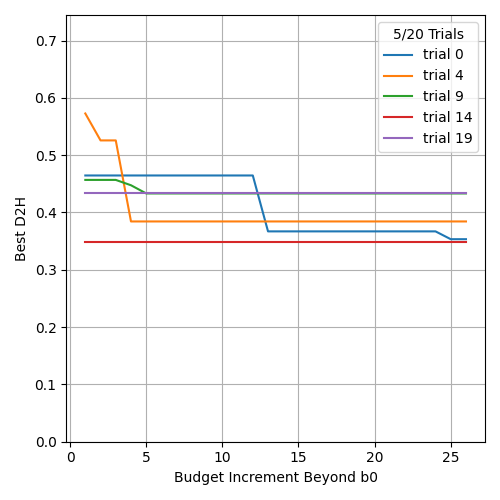 5/20 Trials
trial 0
trial 4
trial 9
trial 14
trial 19
Best D2H
0.7
0.6
0.5
0.4
0.3
0.2
0.1
0.0
0 5 10 15 20 25
Budget Increment Beyond b0